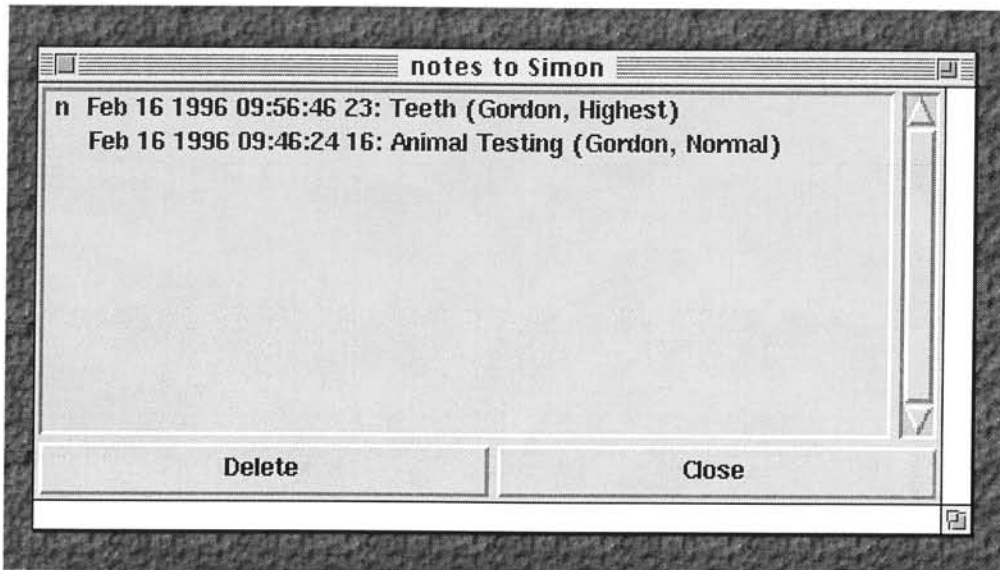 notes to Simon
n Feb 16 1996 09:56:46 23: Teeth (Gordon, Highest)
Feb 16 1996 09:46:24 16: Animal Testing (Gordon, Normal)
Delete
Close